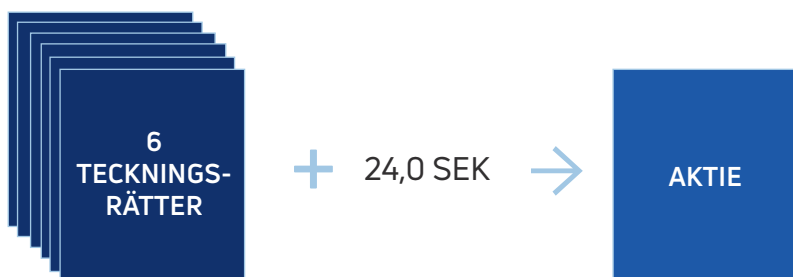 6
TECKNINGS-
RÄTTER
24,0 SEK
AKTIE